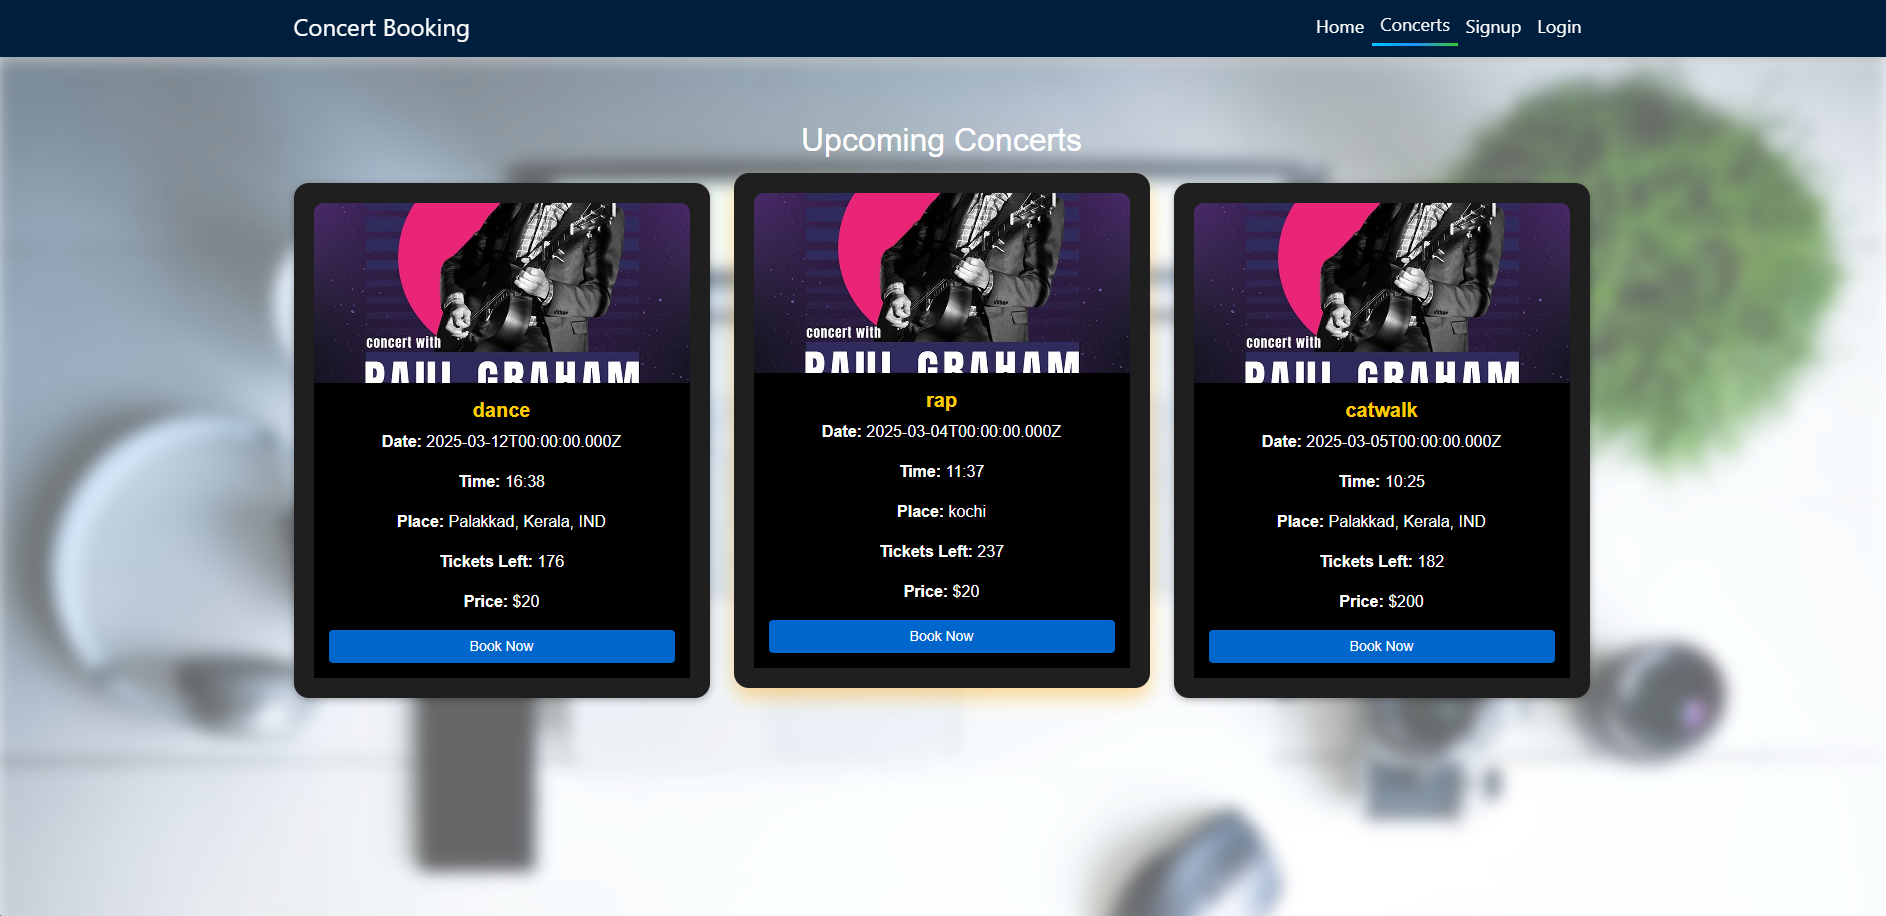 Concert Booking
Home Concerts Signup Login
Upcoming Concerts
concert with
PAUL GRAHAM
dance
Date: 2025-03-12T00:00:00.000Z
Time: 16:38
Place: Palakkad, Kerala, IND
Tickets Left: 176
Price: $20
Book Now
concert with
PAUL GRAHAM
rap
Date: 2025-03-04T00:00:00.000Z
Time: 11:37
Place: kochi
Tickets Left: 237
Price: $20
Book Now
concert with
PAUL GRAHAM
catwalk
Date: 2025-03-05T00:00:00.000Z
Time: 10:25
Place: Palakkad, Kerala, IND
Tickets Left: 182
Price: $200
Book Now